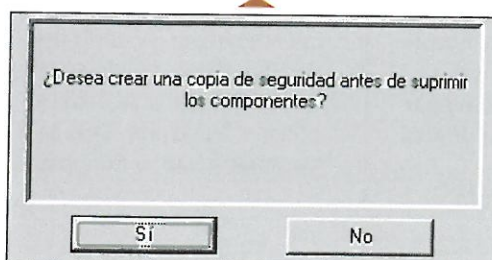 ¿Desea crear una copia de seguridad antes de suprimir
los componentes?
Sí
No